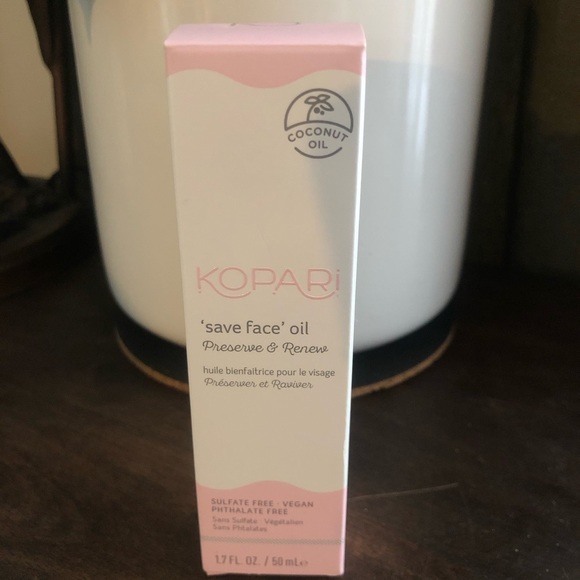 COCONUT
OIL
KOPARi
‘save face’ oil
Preserve & Renew
huile bienfaitrice pour le visage
Préserver et Raviver
SULFATE FREE · VEGAN
PHTHALATE FREE
Sans Sulfate · Végétalien
Sans Phtalates
1.7 FL. OZ. / 50 mL e